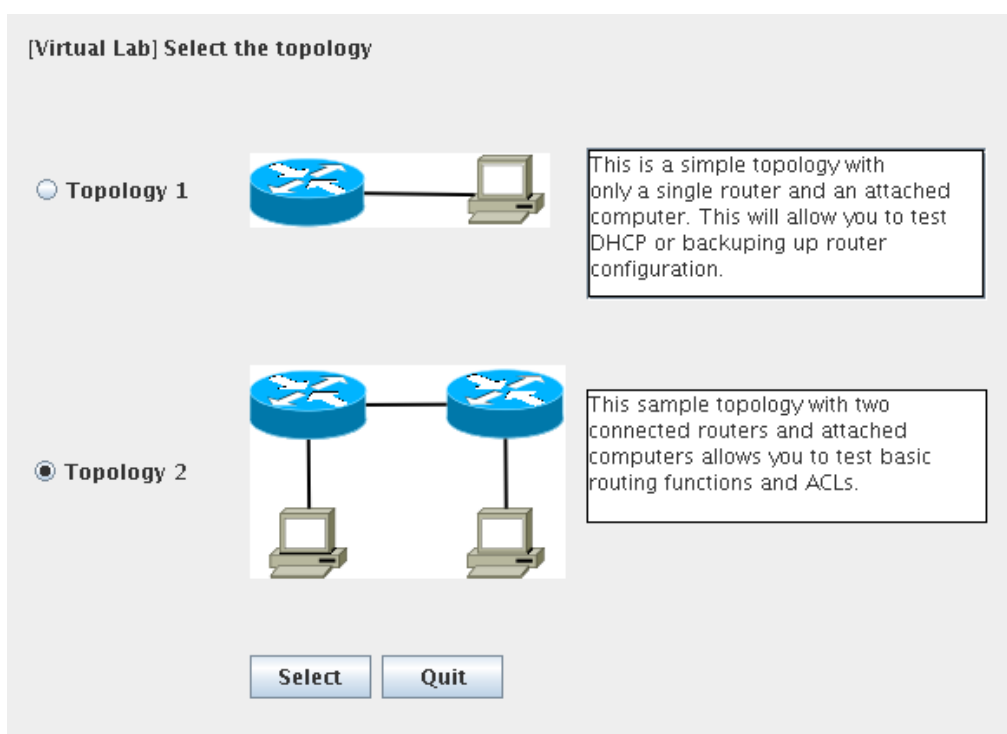 [Virtual Lab] Select the topology
Topology 1
This is a simple topology with
only a single router and an attached
computer. This will allow you to test
DHCP or backuping up router
configuration.
Topology 2
This sample topology with two
connected routers and attached
computers allows you to test basic
routing functions and ACLs.
Select
Quit